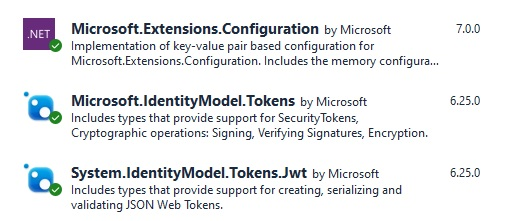 .NET
Microsoft.Extensions.Configuration by Microsoft 7.0.0
Implementation of key-value pair based configuration for
Microsoft.Extensions.Configuration. Includes the memory configura...
Microsoft.IdentityModel.Tokens by Microsoft 6.25.0
Includes types that provide support for SecurityTokens,
Cryptographic operations: Signing, Verifying Signatures, Encryption.
System.IdentityModel.Tokens.Jwt by Microsoft 6.25.0
Includes types that provide support for creating, serializing and
validating JSON Web Tokens.